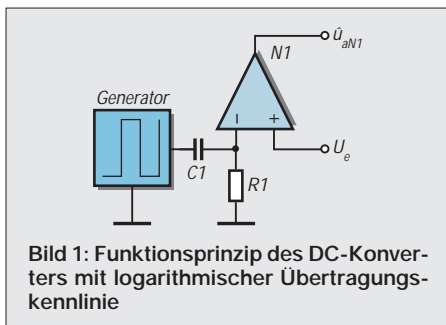 û_aN1
N1
Generator
− +
C1
U_e
R1
Bild 1: Funktionsprinzip des DC-Konver-
ters mit logarithmischer Übertragungs-
kennlinie